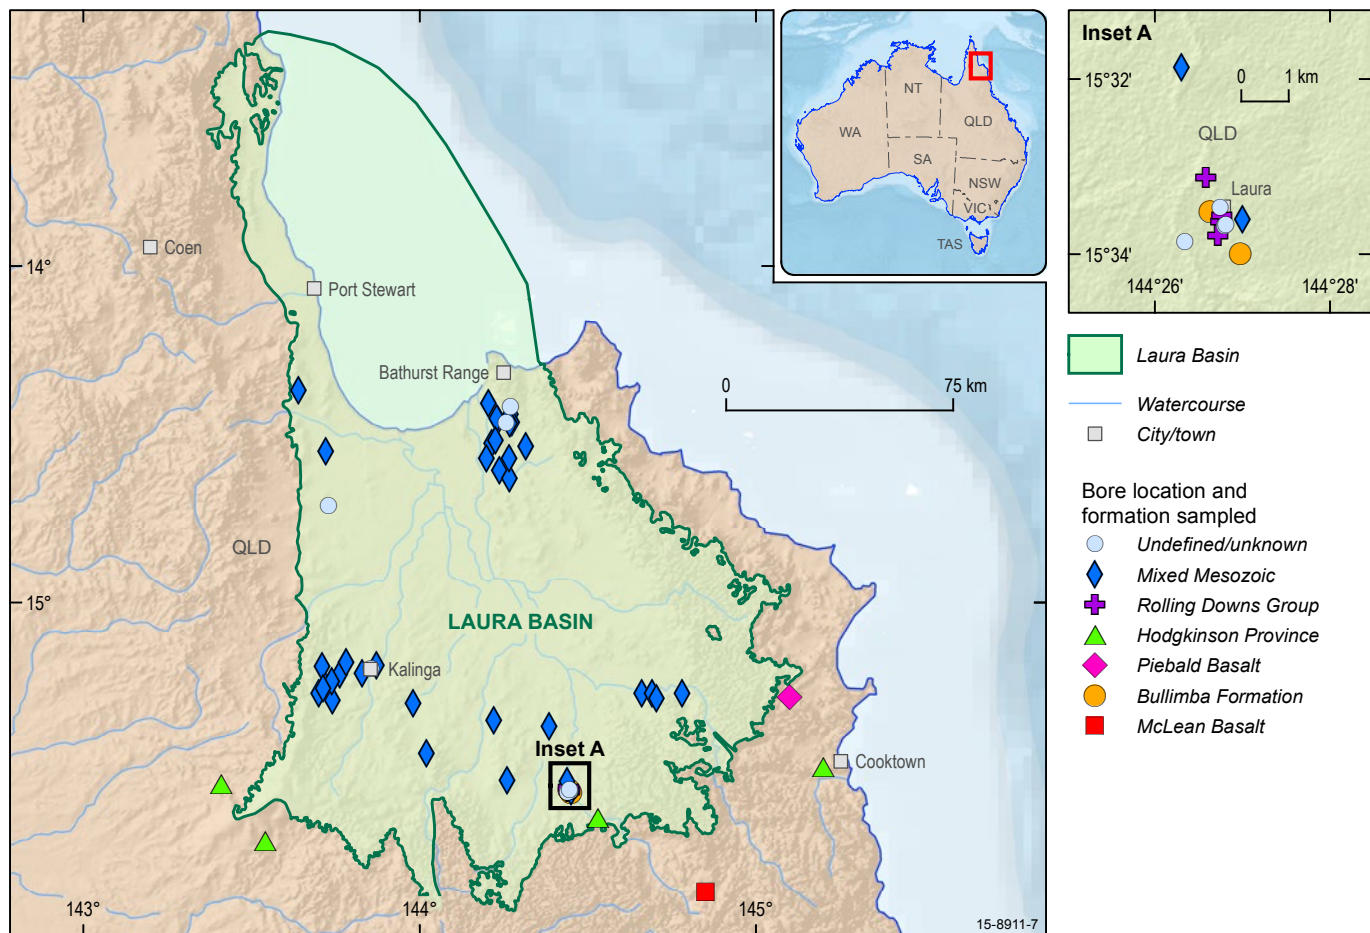 Coen
14°
Port Stewart
Bathurst Range
QLD
15°
LAURA BASIN
Kalinga
Inset A
Cooktown
143°
144°
145°
15-8911-7
0
75 km
NT
WA
QLD
SA
NSW
VIC
TAS
Inset A
15°32'
0
1 km
QLD
Laura
15°34'
144°26'
144°28'
Laura Basin
Watercourse
City/town
Bore location and
formation sampled
Undefined/unknown
Mixed Mesozoic
Rolling Downs Group
Hodgkinson Province
Piebald Basalt
Bullimba Formation
McLean Basalt